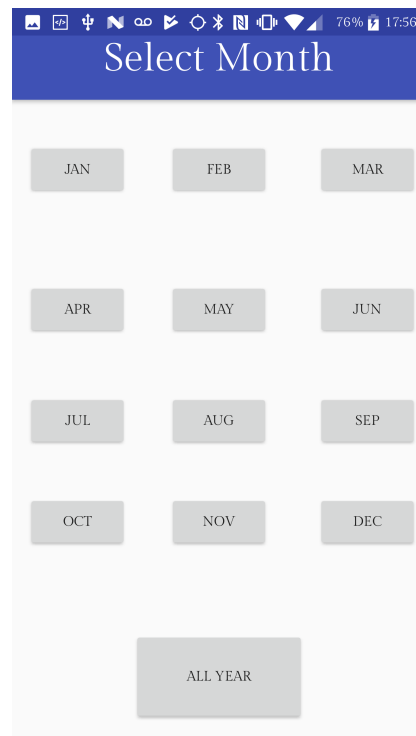 76% 17:56
Select Month
JAN FEB MAR
APR MAY JUN
JUL AUG SEP
OCT NOV DEC
ALL YEAR